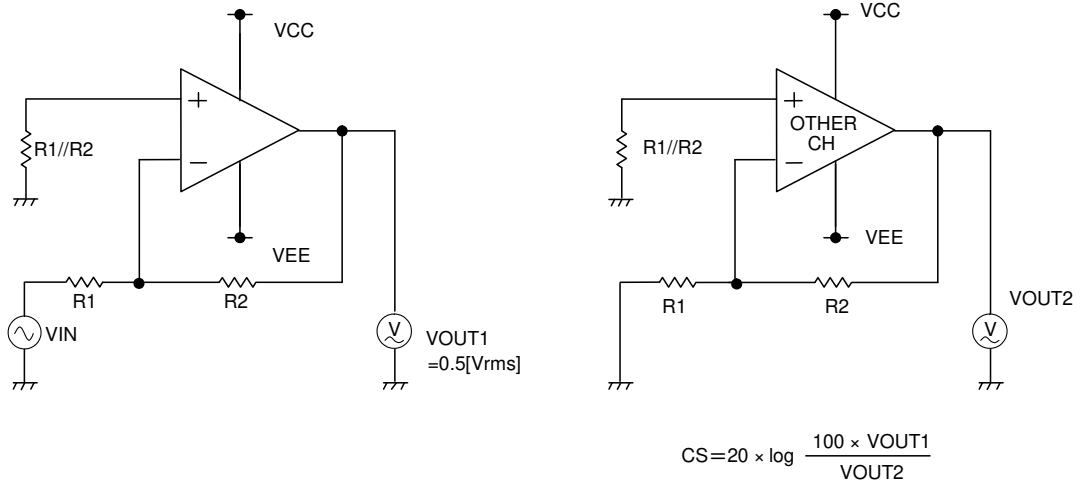 VCC
+
R1//R2
−
VEE
R1
R2
VIN
V
VOUT1
=0.5[Vrms]
VCC
+
OTHER
CH
R1//R2
−
VEE
R1
R2
VOUT2
V
CS=20 × log 100 × VOUT1
VOUT2